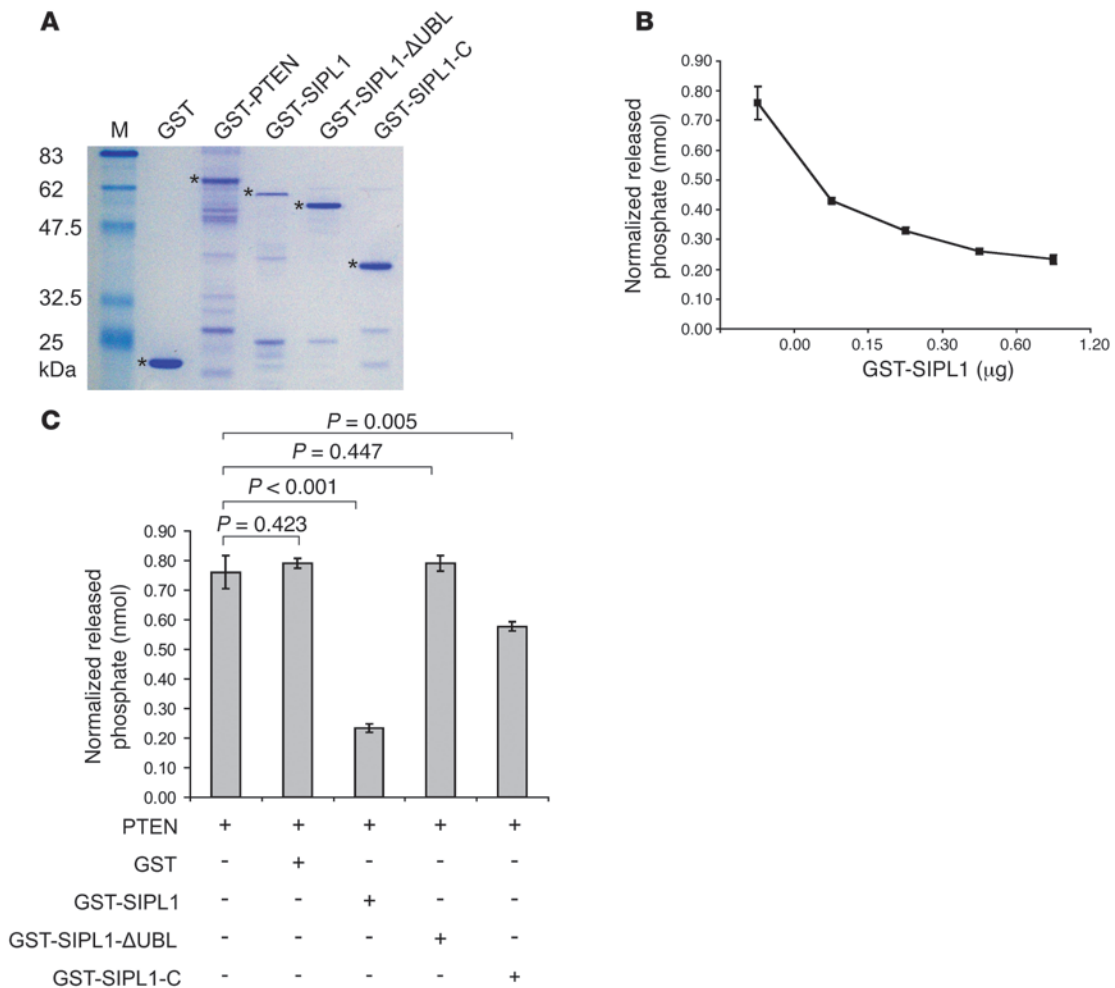 A
M
GST
GST-PTEN
GST-SIPL1
GST-SIPL1-ΔUBL
GST-SIPL1-C
83
62
47.5
32.5
25
kDa
*
*
*
*
*
B
Normalized released
phosphate (nmol)
0.90
0.80
0.70
0.60
0.50
0.40
0.30
0.20
0.10
0.00
0.00 0.15 0.30 0.60 1.20
GST-SIPL1 (μg)
C
P = 0.005
P = 0.447
P < 0.001
P = 0.423
Normalized released
phosphate (nmol)
0.90
0.80
0.70
0.60
0.50
0.40
0.30
0.20
0.10
0.00
PTEN + + + + +
GST - + - - -
GST-SIPL1 - - + - -
GST-SIPL1-ΔUBL - - - + -
GST-SIPL1-C - - - - +